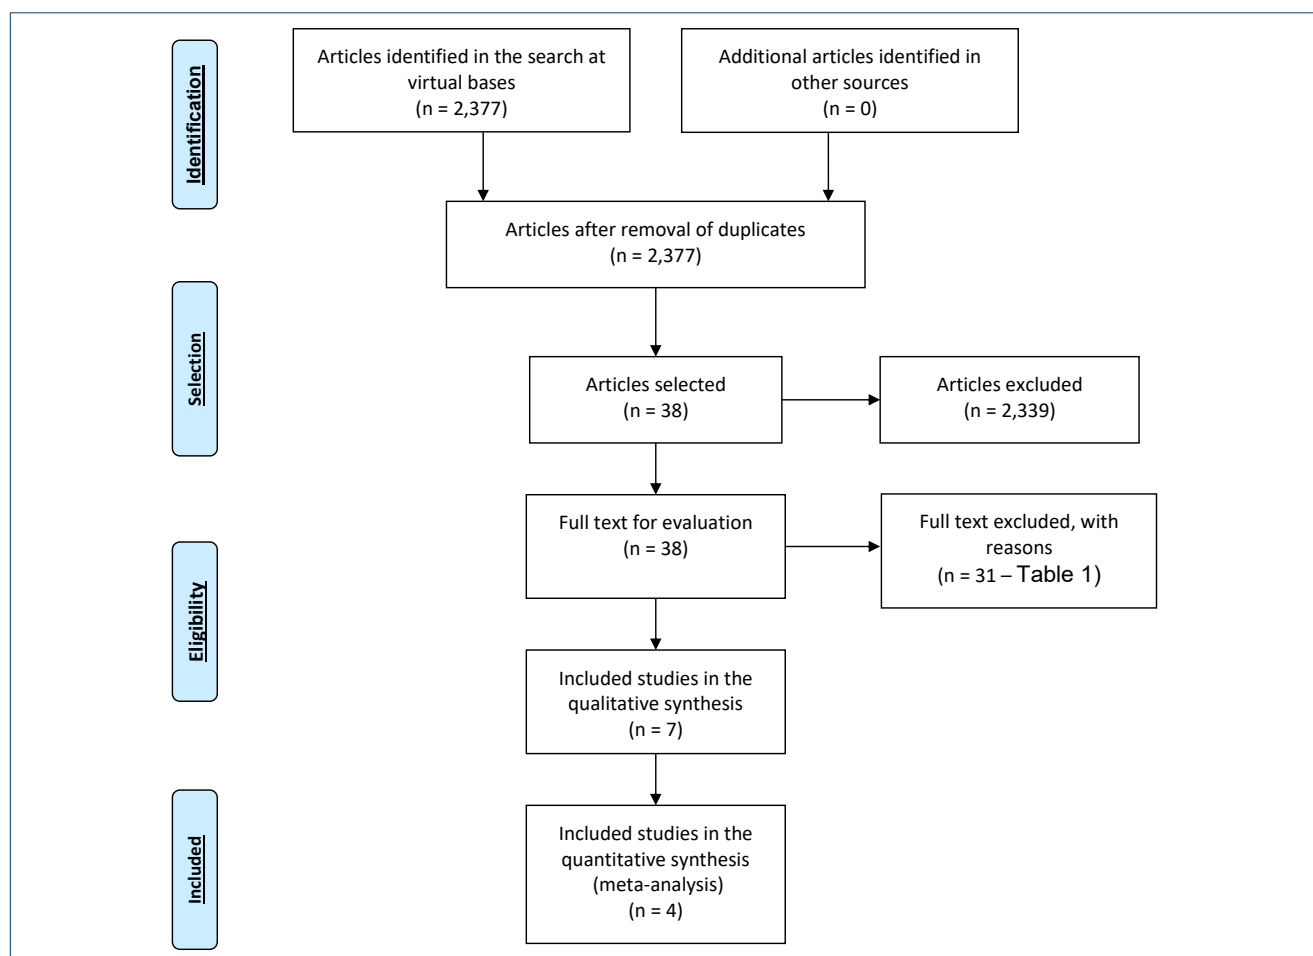 Identification
Articles identified in the search at
virtual bases
(n = 2,377)
Additional articles identified in
other sources
(n = 0)
Articles after removal of duplicates
(n = 2,377)
Selection
Articles selected
(n = 38)
Articles excluded
(n = 2,339)
Eligibility
Full text for evaluation
(n = 38)
Full text excluded, with
reasons
(n = 31 – Table 1)
Included studies in the
qualitative synthesis
(n = 7)
Included
Included studies in the
quantitative synthesis
(meta-analysis)
(n = 4)